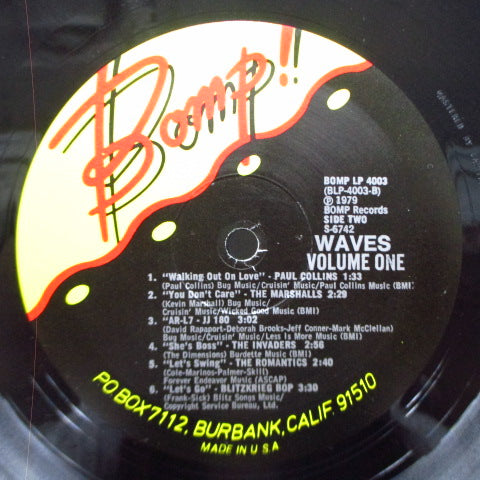 Bomp!!
BOMP LP 4003
(BLP-4003-B)
℗ 1979
BOMP Records
SIDE TWO
S-6742
WAVES
VOLUME ONE
1. "Walking Out On Love" - PAUL COLLINS 1:33
(Paul Collins) Bug Music/Cruisin' Music/Paul Collins Music (BMI)
2. "You Don't Care" - THE MARSHALLS 2:29
(Kevin Marshall) Bug Music/
Cruisin' Music/Wicked Good Music (BMI)
3. "AR-L7 - JJ 180 3:02
(David Rapaport-Deborah Brooks-Jeff Conner-Mark McClellan)
Bug Music/Cruisin' Music/Less Is More Music (BMI)
4. "She's Boss" - THE INVADERS 2:56
(The Dimensions) Burdette Music (BMI)
5. "Let's Swing" - THE ROMANTICS 2:40
(Cole-Marinos-Palmer-Skill)
Forever Endeavor Music (ASCAP)
6. "Let's Go" - BLITZKRIEG BOP 3:30
(Frank-Sick) Blitz Songs Music/
Copyright Service Bureau, Ltd.
PO BOX 7112, BURBANK, CALIF. 91510
MADE IN U.S.A
MASTERED BY